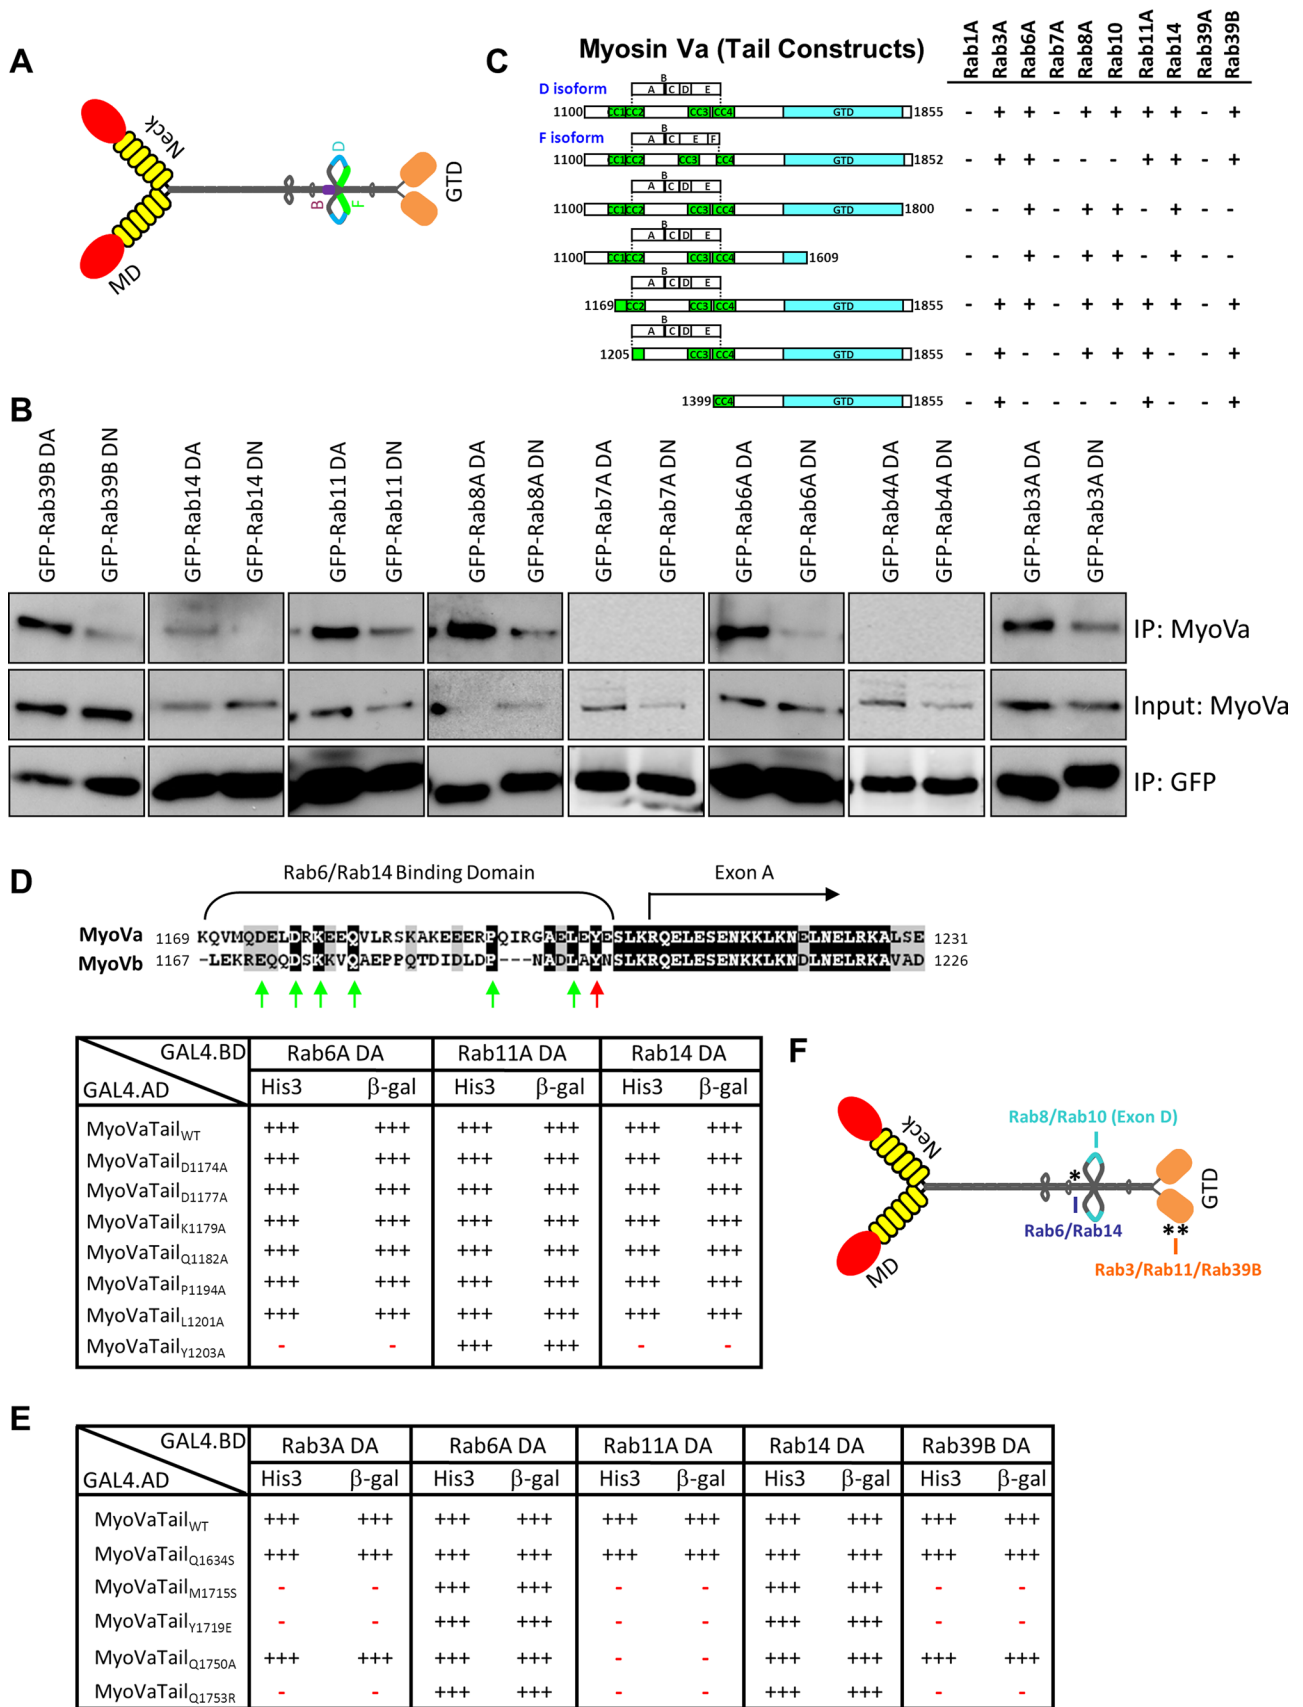 A
Neck
MD
B
D
F
GTD
C
Myosin Va (Tail Constructs)
Rab1A Rab3A Rab6A Rab7A Rab8A Rab10 Rab11A Rab14 Rab39A Rab39B
D isoform
B
A C D E
1100 CC1 CC2 CC3 CC4 GTD 1855 - + + - + + + + - +
F isoform
B
A C E F
1100 CC1 CC2 CC3 CC4 GTD 1852 - + + - - - + + - +
B
A C D E
1100 CC1 CC2 CC3 CC4 GTD 1800 - - + - + + - + - -
B
A C D E
1100 CC1 CC2 CC3 CC4 1609 - - + - + + - + - -
B
A C D E
1169 CC2 CC3 CC4 GTD 1855 - + + - + + + + - +
B
A C D E
1205 CC3 CC4 GTD 1855 - + - - + + + - - +
1399 CC4 GTD 1855 - + - - - - + - - +
B
GFP-Rab39B DA GFP-Rab39B DN GFP-Rab14 DA GFP-Rab14 DN GFP-Rab11 DA GFP-Rab11 DN GFP-Rab8A DA GFP-Rab8A DN GFP-Rab7A DA GFP-Rab7A DN GFP-Rab6A DA GFP-Rab6A DN GFP-Rab4A DA GFP-Rab4A DN GFP-Rab3A DA GFP-Rab3A DN
IP: MyoVa
Input: MyoVa
IP: GFP
D
Rab6/Rab14 Binding Domain Exon A
MyoVa 1169 KQVMQDELDRKEEQVLRSKAKEEERPQIRGAELEYESLKRQELESENKKLKNELNELRKALSE 1231
MyoVb 1167 -LEKREQQDSKKVQAEPPQTDIDLDP---NADLAYNSLKRQELESENKKLKNDLNELRKAVAD 1226
GAL4.BD Rab6A DA Rab11A DA Rab14 DA
GAL4.AD His3 β-gal His3 β-gal His3 β-gal
MyoVaTailWT +++ +++ +++ +++ +++ +++
MyoVaTailD1174A +++ +++ +++ +++ +++ +++
MyoVaTailD1177A +++ +++ +++ +++ +++ +++
MyoVaTailK1179A +++ +++ +++ +++ +++ +++
MyoVaTailQ1182A +++ +++ +++ +++ +++ +++
MyoVaTailP1194A +++ +++ +++ +++ +++ +++
MyoVaTailL1201A +++ +++ +++ +++ +++ +++
MyoVaTailY1203A - - +++ +++ - -
F
Neck
MD
Rab8/Rab10 (Exon D)
*
Rab6/Rab14
GTD
**
Rab3/Rab11/Rab39B
E
GAL4.BD Rab3A DA Rab6A DA Rab11A DA Rab14 DA Rab39B DA
GAL4.AD His3 β-gal His3 β-gal His3 β-gal His3 β-gal His3 β-gal
MyoVaTailWT +++ +++ +++ +++ +++ +++ +++ +++ +++ +++
MyoVaTailQ1634S +++ +++ +++ +++ +++ +++ +++ +++ +++ +++
MyoVaTailM1715S - - +++ +++ - - +++ +++ - -
MyoVaTailY1719E - - +++ +++ - - +++ +++ - -
MyoVaTailQ1750A +++ +++ +++ +++ - - +++ +++ +++ +++
MyoVaTailQ1753R - - +++ +++ - - +++ +++ - -